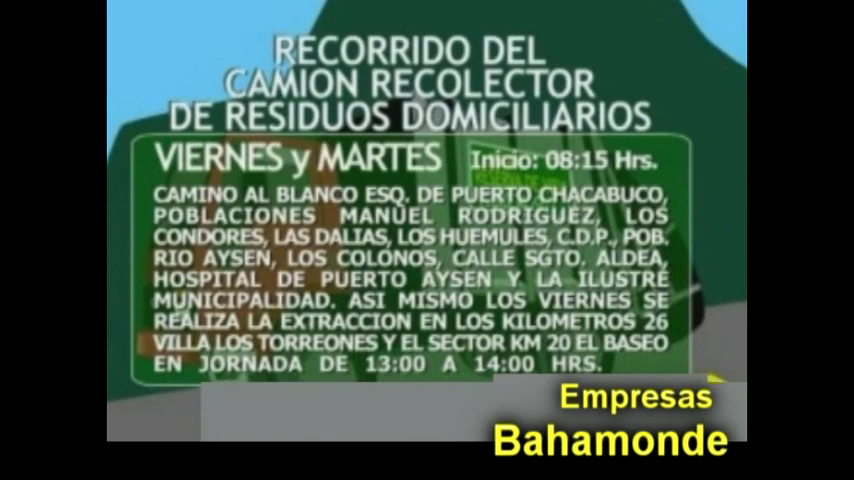 RECORRIDO DEL
CAMION RECOLECTOR
DE RESIDUOS DOMICILIARIOS
VIERNES y MARTES Inicio: 08:15 Hrs.
CAMINO AL BLANCO ESQ. DE PUERTO CHACABUCO,
POBLACIONES MANUEL RODRIGUEZ, LOS
CONDORES, LAS DALIAS, LOS HUEMULES, C.D.P., POB.
RIO AYSEN, LOS COLONOS, CALLE SGTO. ALDEA,
HOSPITAL DE PUERTO AYSEN Y LA ILUSTRE
MUNICIPALIDAD. ASI MISMO LOS VIERNES SE
REALIZA LA EXTRACCION EN LOS KILOMETROS 26
VILLA LOS TORREONES Y EL SECTOR KM 20 EL BASEO
EN JORNADA DE 13:00 A 14:00 HRS.
Empresas
Bahamonde